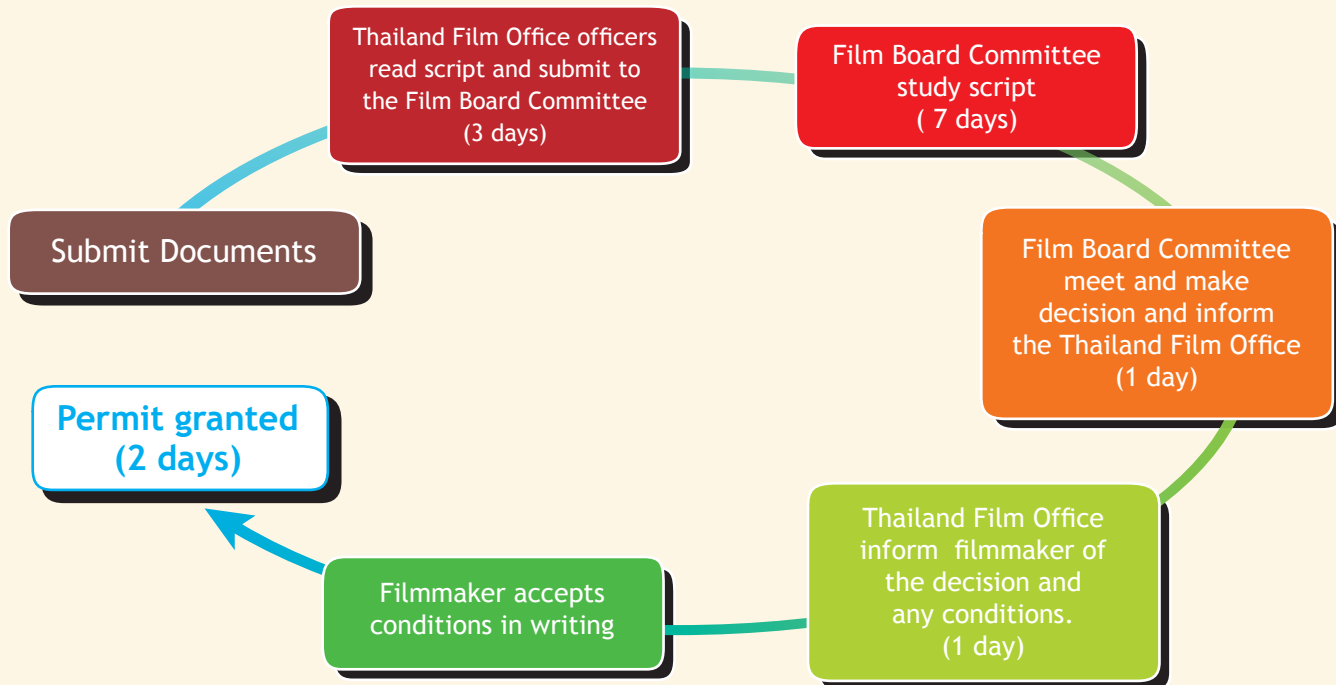 Submit Documents
Thailand Film Office officers
read script and submit to
the Film Board Committee
(3 days)
Film Board Committee
study script
( 7 days)
Film Board Committee
meet and make
decision and inform
the Thailand Film Office
(1 day)
Thailand Film Office
inform  filmmaker of
the decision and
any conditions.
(1 day)
Filmmaker accepts
conditions in writing
Permit granted
(2 days)